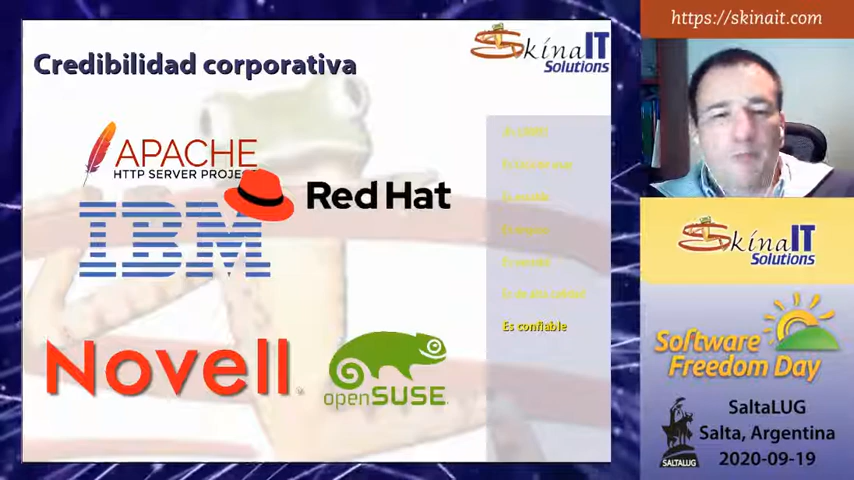 Credibilidad corporativa
SkinaIT
Solutions
APACHE
HTTP SERVER PROJE
Red Hat
IBM
Novell
openSUSE
Es confiable
https://skinait.com
SkinaIT
Solutions
Software
Freedom Day
SaltaLUG
Salta, Argentina
2020-09-19
SALTALUG